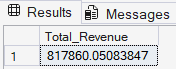 Results Messages
Total_Revenue
1 817860.05083847